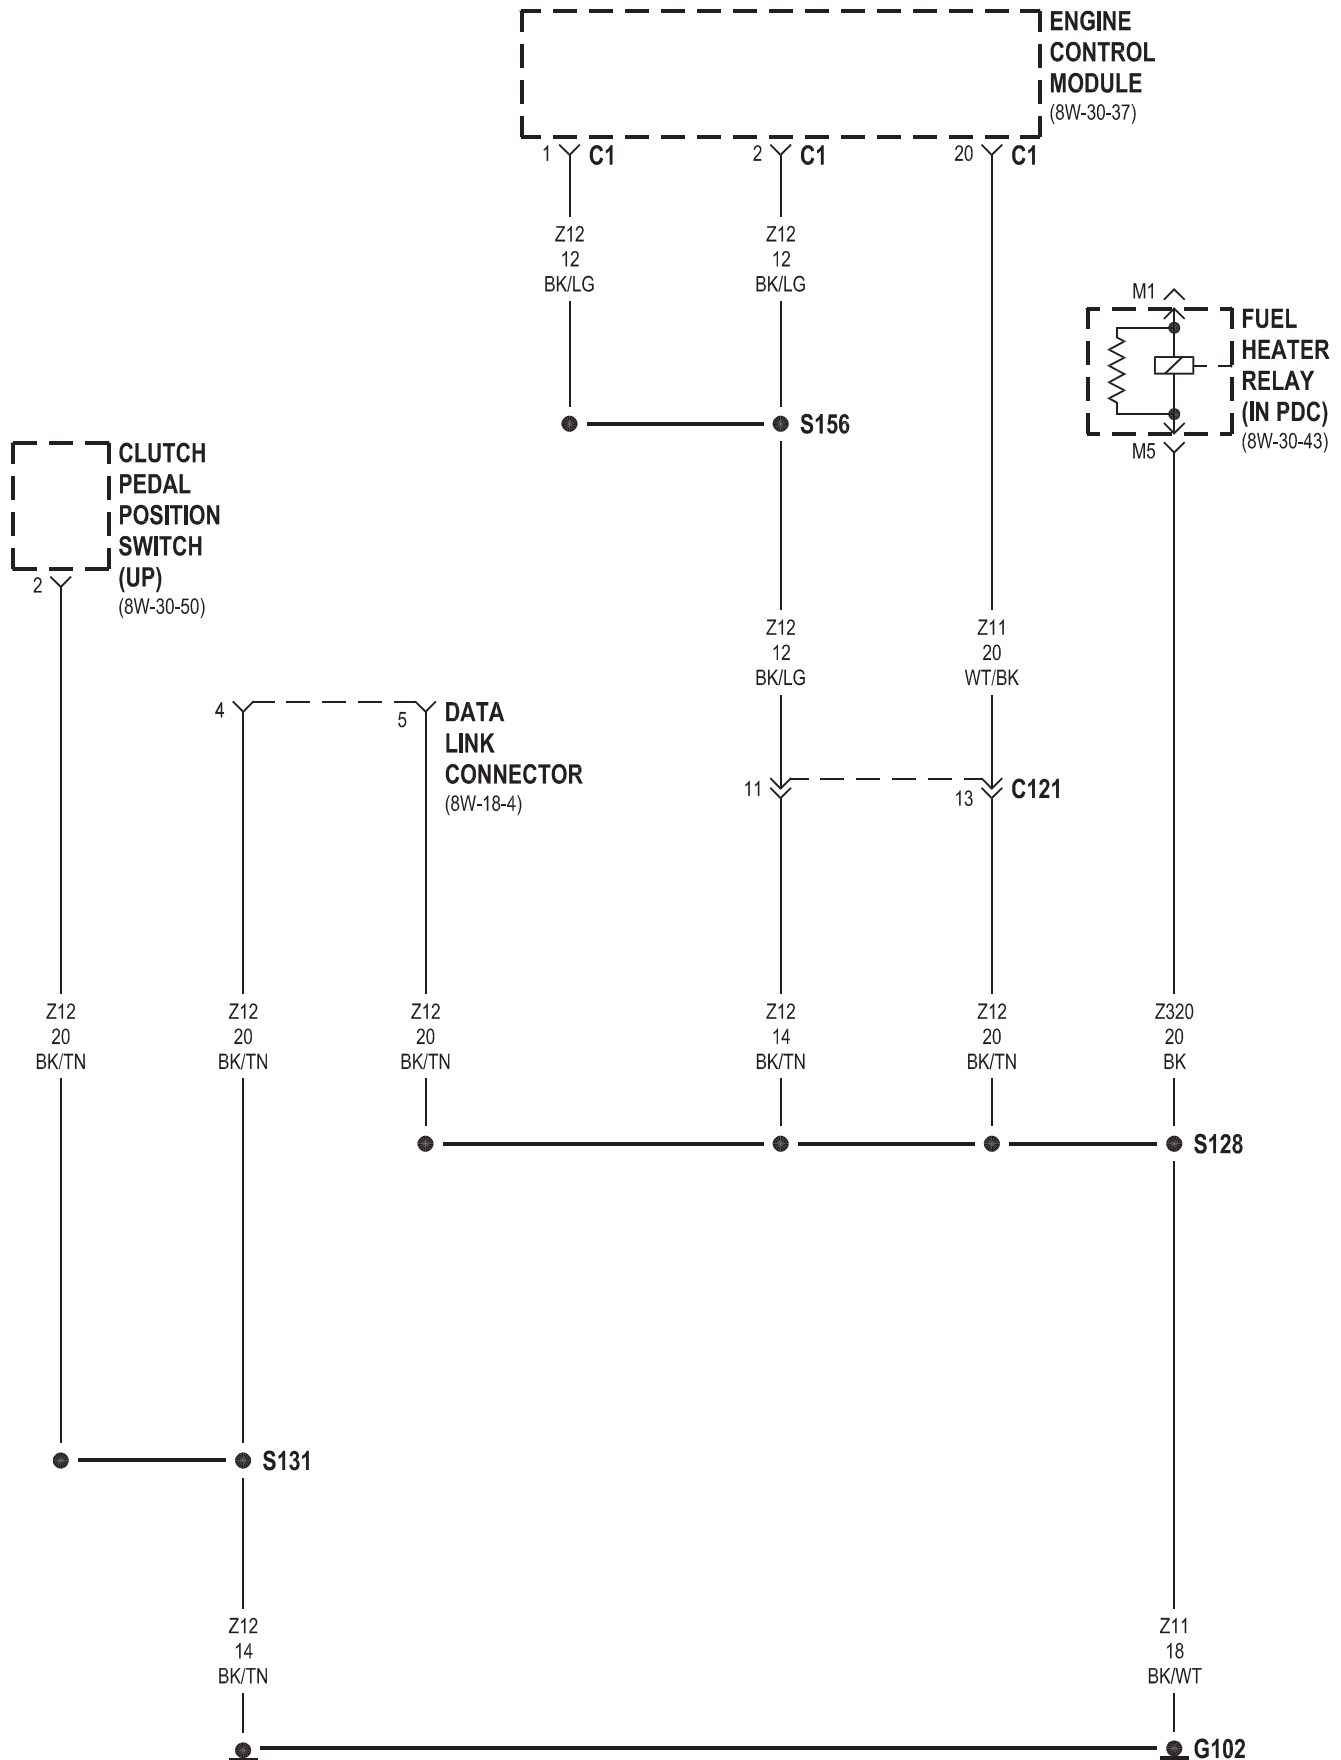 ENGINE
CONTROL
MODULE
(8W-30-37)
1 C1
2 C1
20 C1
Z12
12
BK/LG
Z12
12
BK/LG
M1
FUEL
HEATER
RELAY
(IN PDC)
(8W-30-43)
M5
S156
CLUTCH
PEDAL
POSITION
SWITCH
(UP)
(8W-30-50)
2
Z12
12
BK/LG
Z11
20
WT/BK
4
5
DATA
LINK
CONNECTOR
(8W-18-4)
11
13
C121
Z12
20
BK/TN
Z12
20
BK/TN
Z12
20
BK/TN
Z12
14
BK/TN
Z12
20
BK/TN
Z320
20
BK
S128
S131
Z12
14
BK/TN
Z11
18
BK/WT
G102